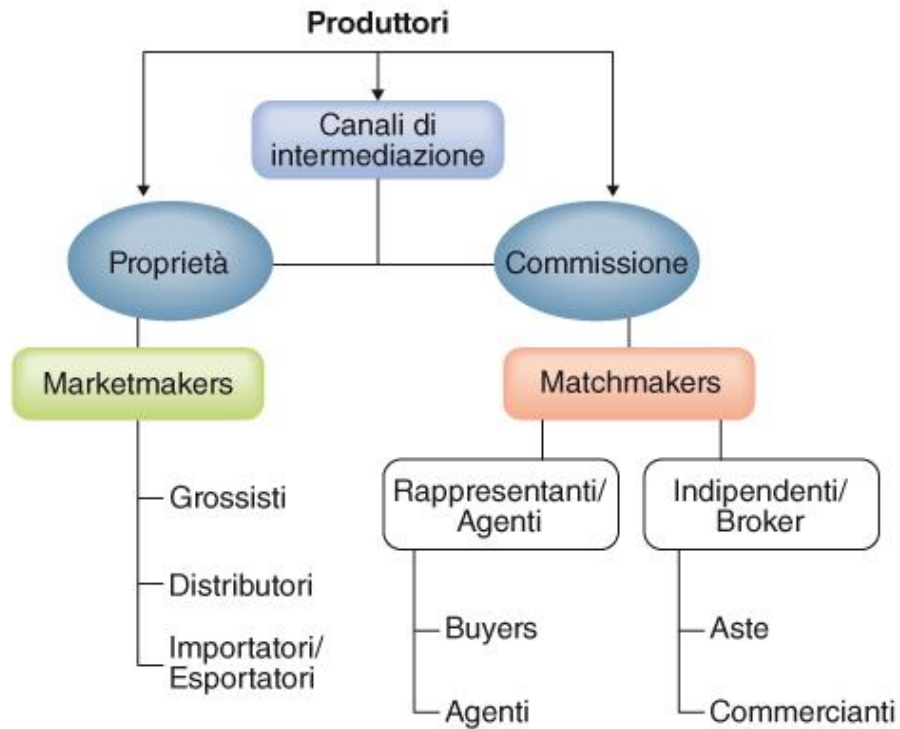 Produttori
Canali di
intermediazione
Proprietà
Commissione
Marketmakers
Matchmakers
Grossisti
Distributori
Importatori/
Esportatori
Rappresentanti/
Agenti
Indipendenti/
Broker
Buyers
Aste
Agenti
Commercianti